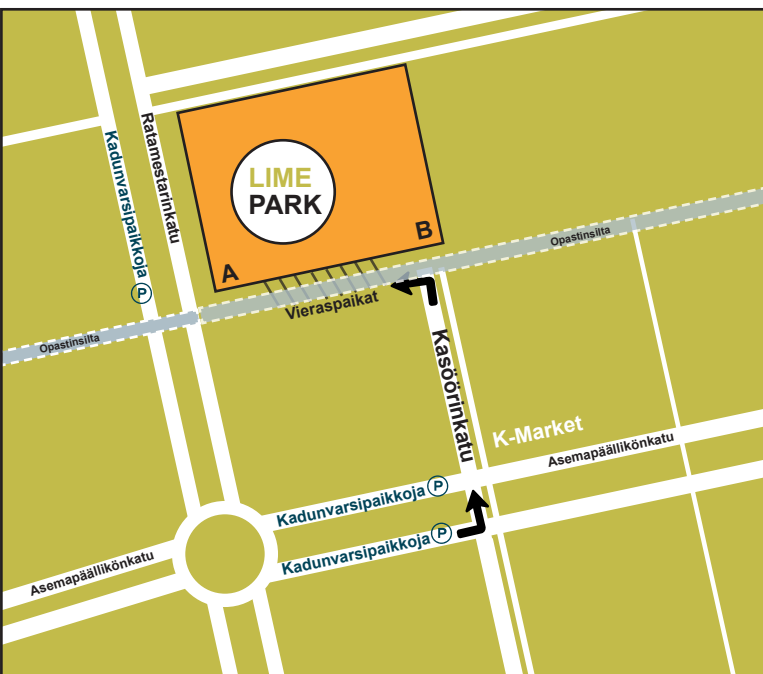 Kadunvarsipaikkoja P
Ratamestarinkatu
LIME
PARK
A
B
Opastinsilta
Vieraspaikat
Opastinsilta
Kasöörinkatu
K-Market
Asemapäällikönkatu
Kadunvarsipaikkoja P
Kadunvarsipaikkoja P
Asemapäällikönkatu